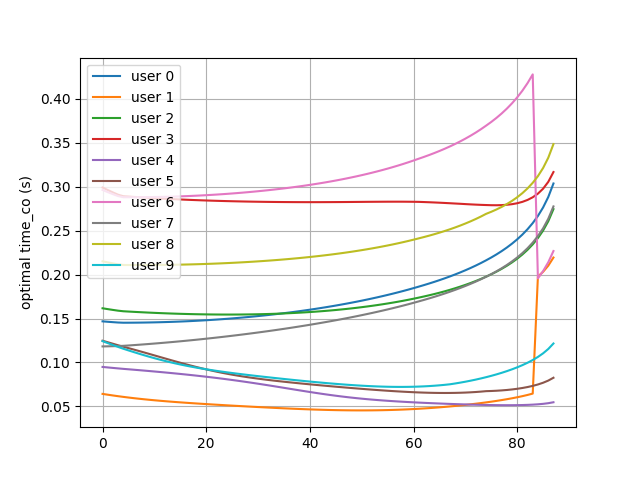 optimal time_co (s)
0.40
0.35
0.30
0.25
0.20
0.15
0.10
0.05
0
20
40
60
80
user 0
user 1
user 2
user 3
user 4
user 5
user 6
user 7
user 8
user 9